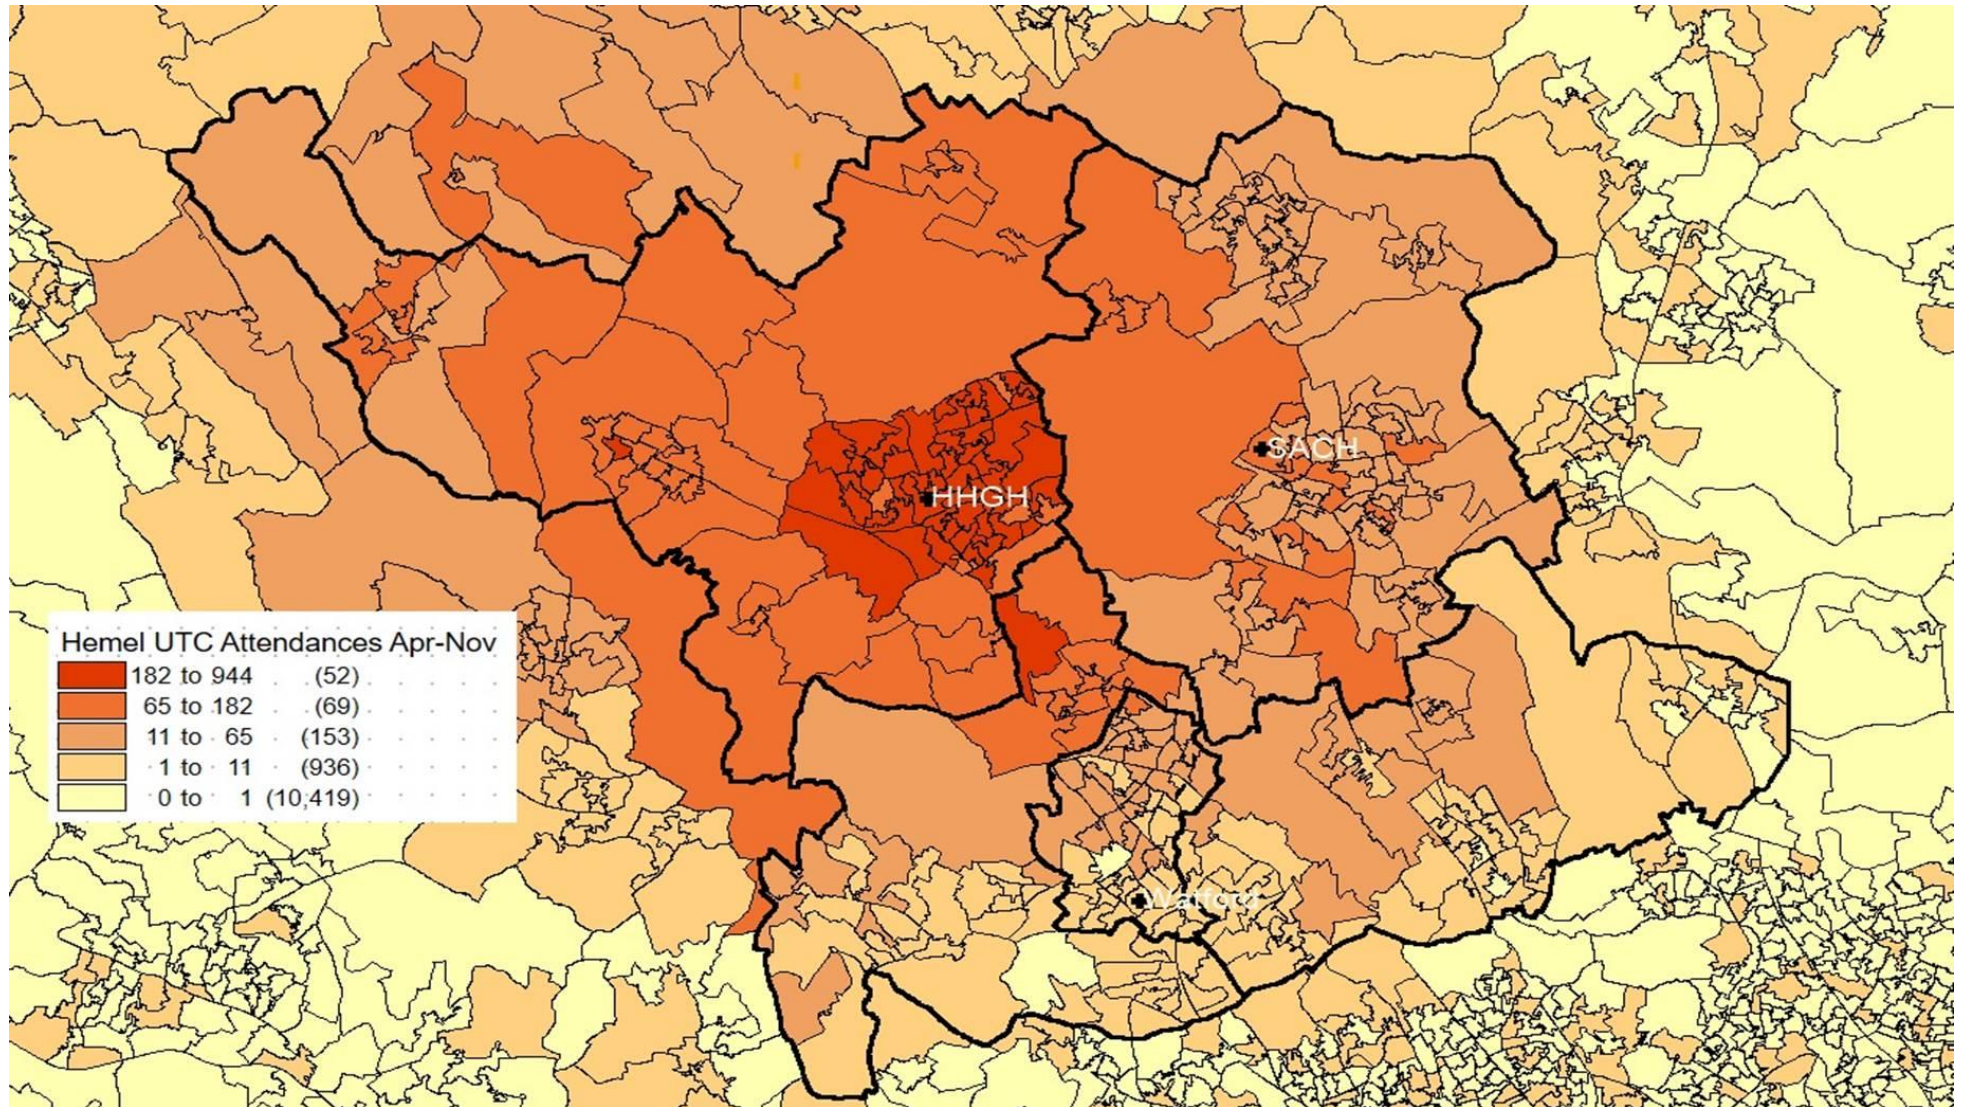 SACH
HHGH
Hemel UTC Attendances Apr-Nov
182 to 944 (52)
65 to 182 (69)
11 to 65 (153)
1 to 11 (936)
0 to 1 (10,419)
Watford